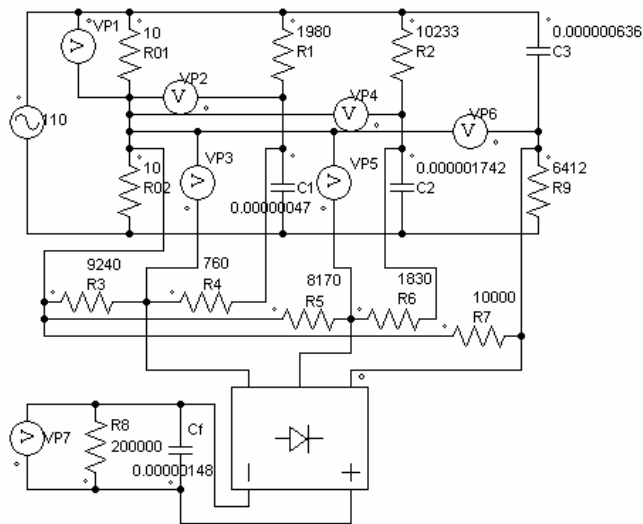 VP1
10
R01
1980
R1
10233
R2
0.000000636
C3
VP2
VP4
VP6
110
V
V
V
V
V
V
V
10
R02
VP3
C1
0.00000047
VP5
0.000001742
C2
6412
R9
9240
R3
760
R4
8170
R5
1830
R6
10000
R7
VP7
R8
200000
Cf
0.00000148